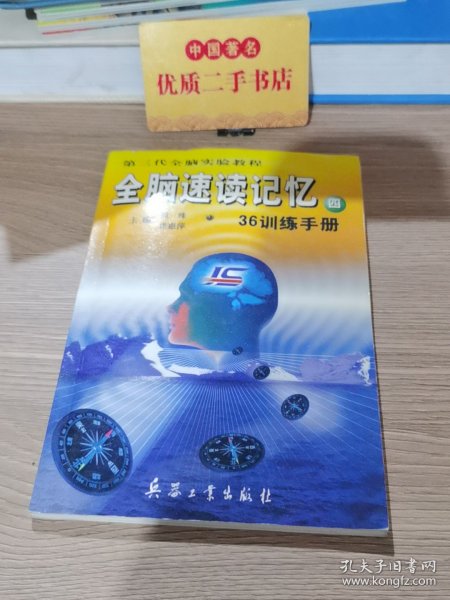 中国著名
优质二手书店
第三代全脑实验教程
全脑速读记忆 四
主编
36训练手册
兵器工业出版社
孔夫子旧书网
www.kongfz.com